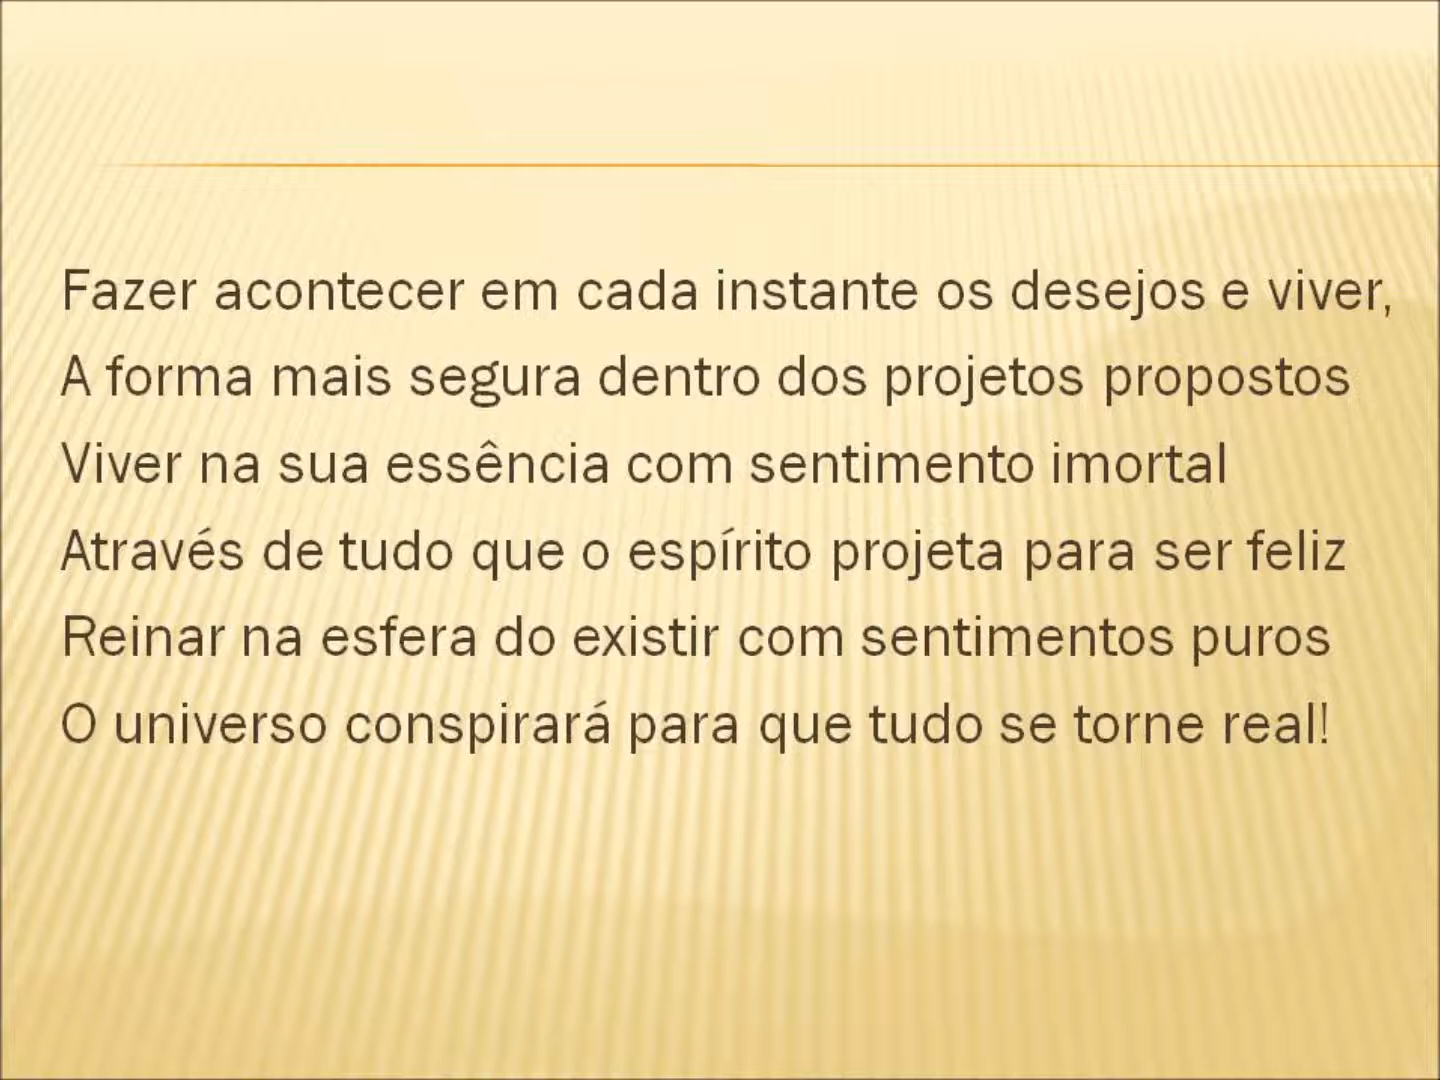 Fazer acontecer em cada instante os desejos e viver,
A forma mais segura dentro dos projetos propostos
Viver na sua essência com sentimento imortal
Através de tudo que o espírito projeta para ser feliz
Reinar na esfera do existir com sentimentos puros
O universo conspirará para que tudo se torne real!